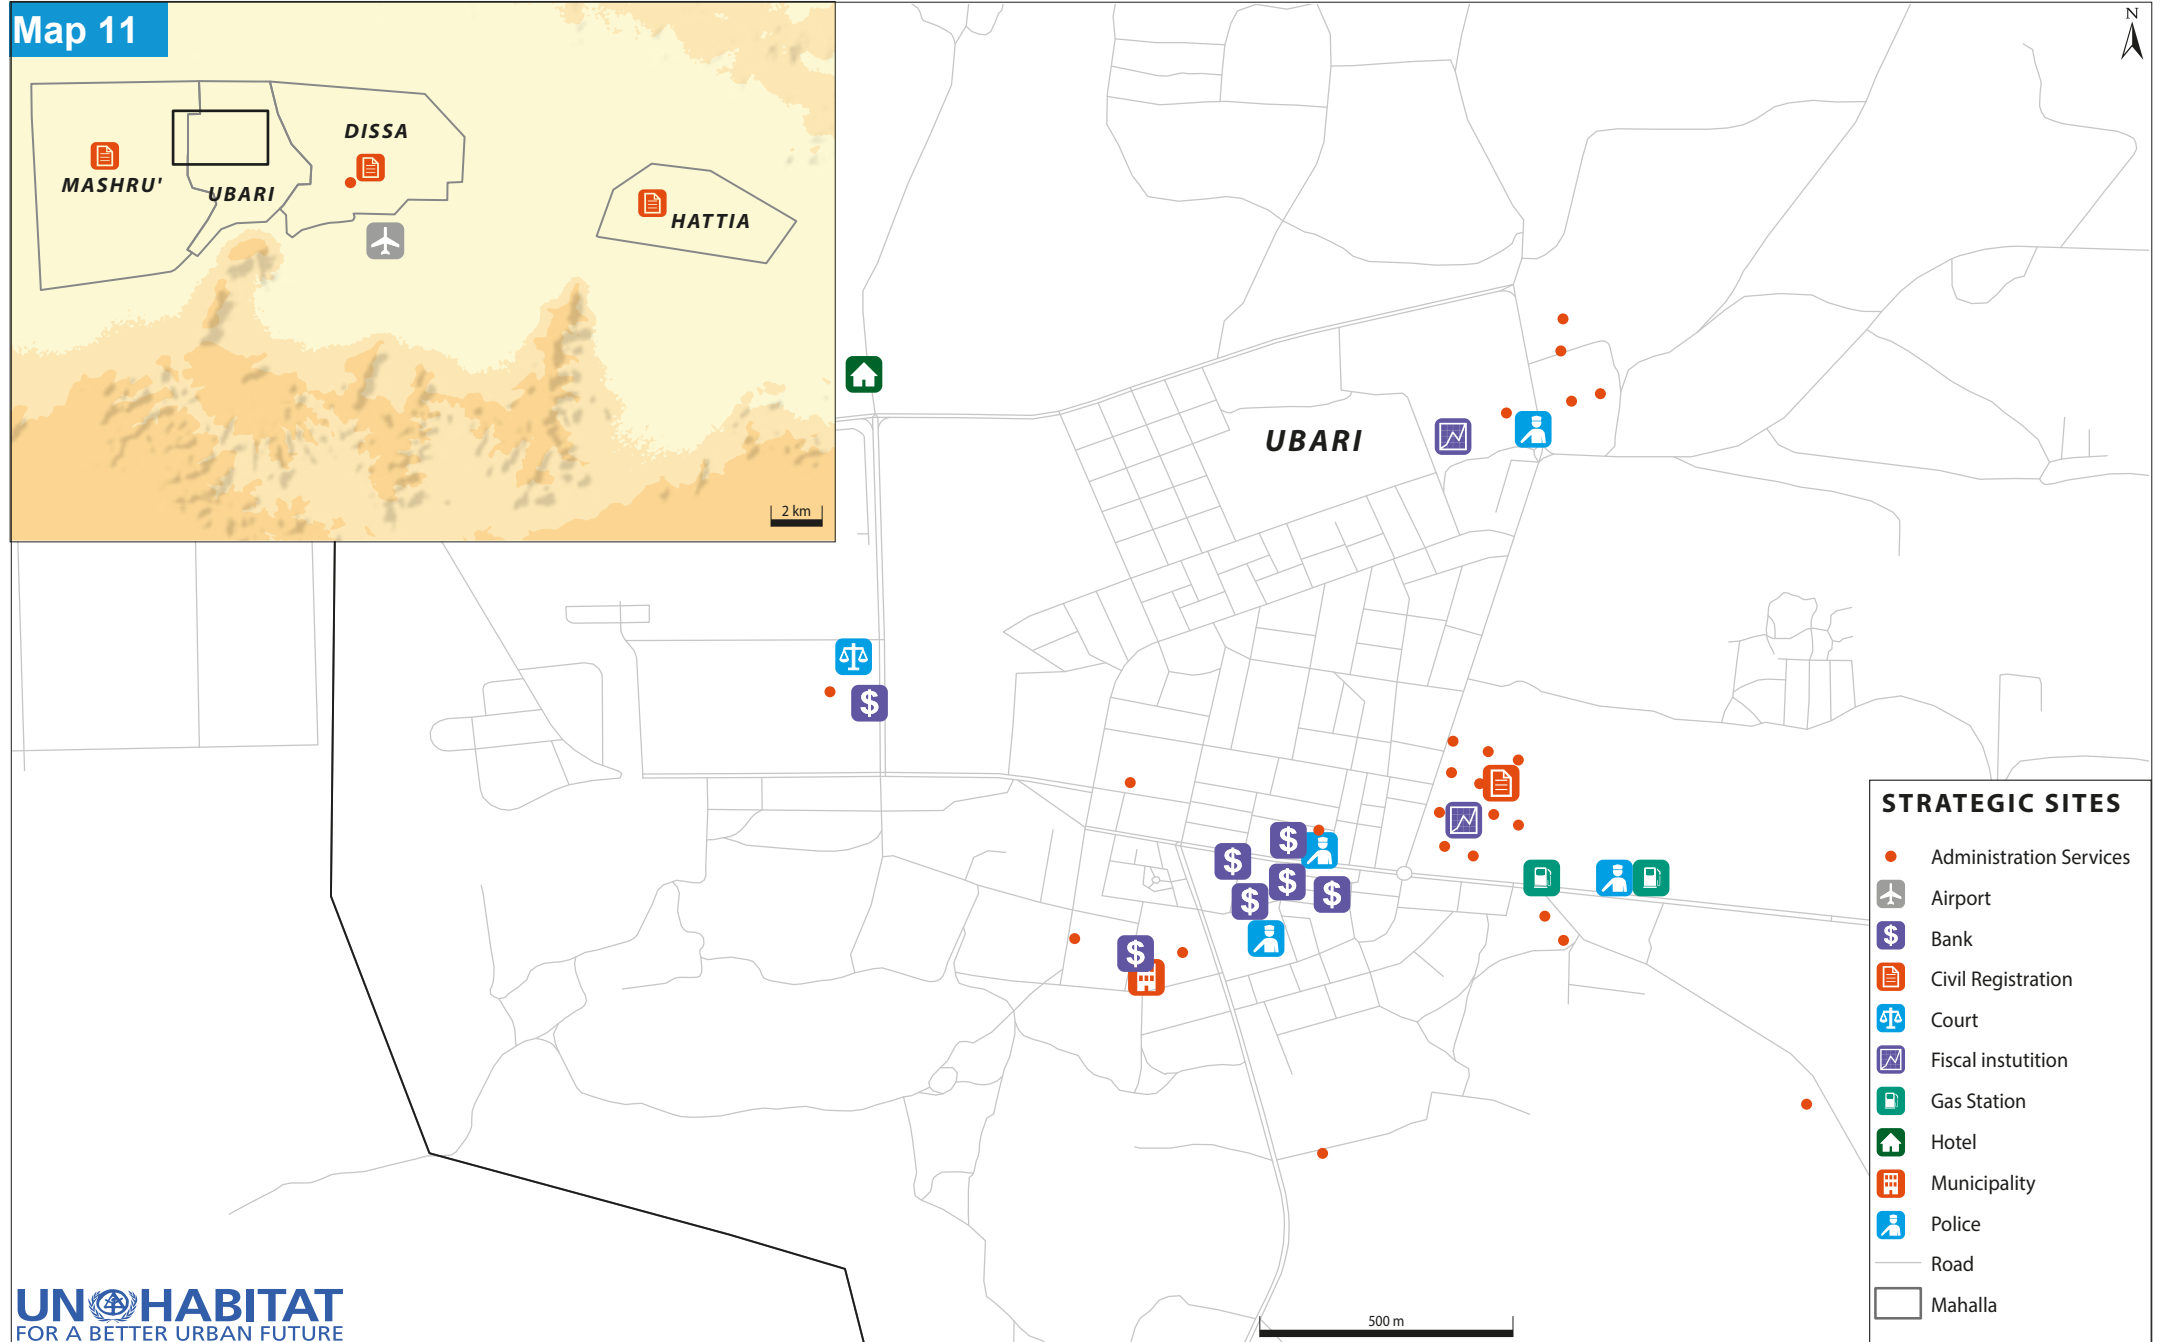 Map 11
N
DISSA
MASHRU'
UBARI
HATTIA
2 km
UBARI
STRATEGIC SITES
Administration Services
Airport
$ Bank
Civil Registration
Court
Fiscal instutition
Gas Station
Hotel
Municipality
Police
Road
Mahalla
$
$
$
$
$
$
$
500 m
UN HABITAT
FOR A BETTER URBAN FUTURE